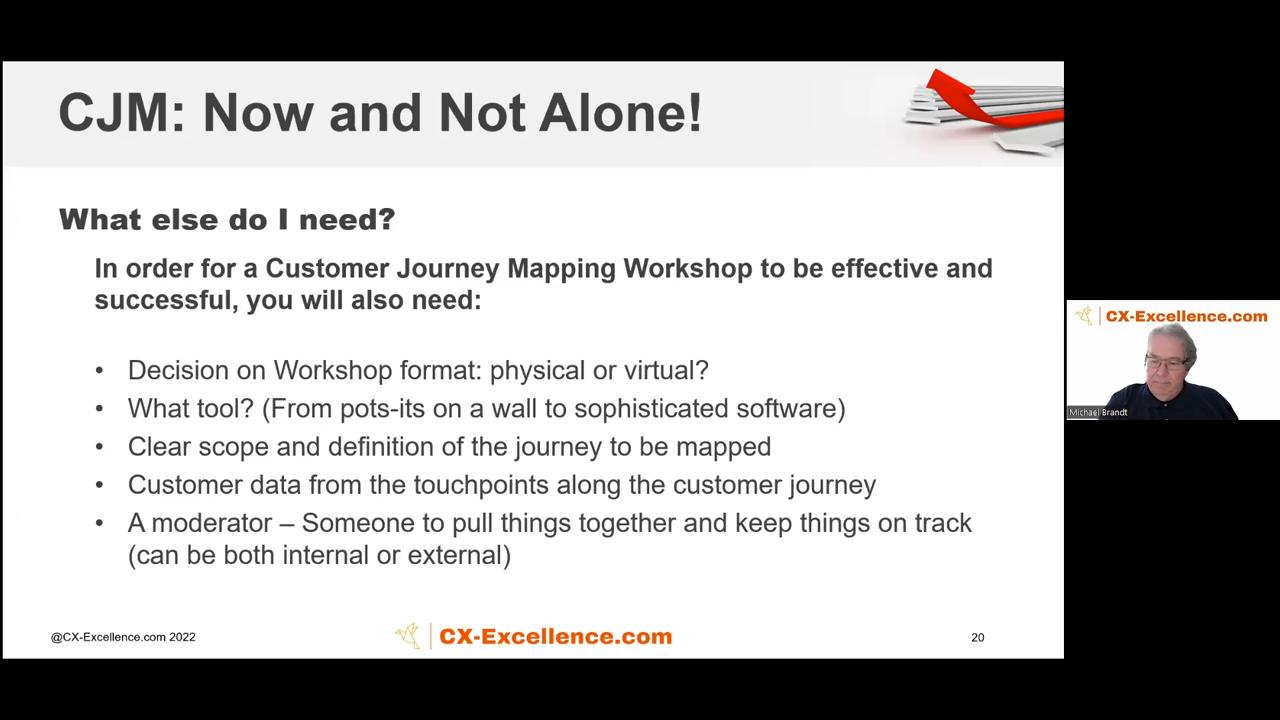 CJM: Now and Not Alone!
What else do I need?
In order for a Customer Journey Mapping Workshop to be effective and
successful, you will also need:
• Decision on Workshop format: physical or virtual?
• What tool? (From pots-its on a wall to sophisticated software)
• Clear scope and definition of the journey to be mapped
• Customer data from the touchpoints along the customer journey
• A moderator – Someone to pull things together and keep things on track
(can be both internal or external)
@CX-Excellence.com 2022
CX-Excellence.com
20
CX-Excellence.com
Michael Brandt